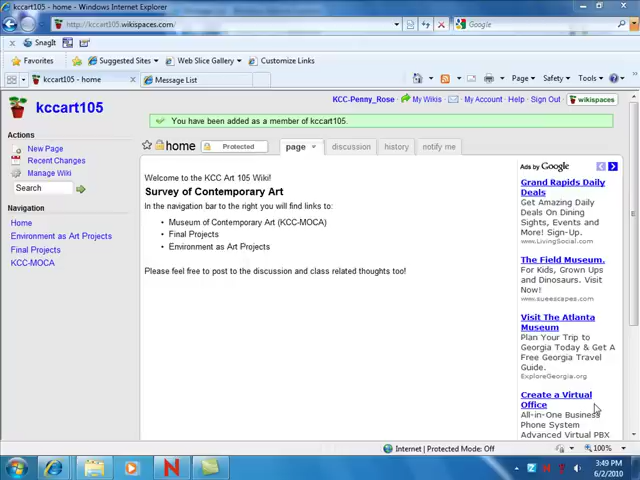 kccart105 - home - Windows Internet Explorer
http://kccart105.wikispaces.com/
Google
SnagIt
Favorites Suggested Sites Web Slice Gallery Customize Links
kccart105 - home Message List Page Safety Tools
kccart105
KCC-Penny_Rose My Wikis My Account Help Sign Out wikispaces
You have been added as a member of kccart105.
Actions
New Page
Recent Changes
Manage Wiki
Search
Navigation
Home
Environment as Art Projects
Final Projects
KCC-MOCA
home Protected page discussion history notify me
Welcome to the KCC Art 105 Wiki!
Survey of Contemporary Art
In the navigation bar to the right you will find links to:
• Museum of Contemporary Art (KCC-MOCA)
• Final Projects
• Environment as Art Projects
Please feel free to post to the discussion and class related thoughts too!
Ads by Google
Grand Rapids Daily
Deals
Get Amazing Daily
Deals On Dining
Sights, Events and
More! Sign-Up.
www.LivingSocial.com
The Field Museum.
For Kids, Grown Ups
and Dinosaurs. Visit
Now!
www.sueescapes.com
Visit The Atlanta
Museum
Plan Your Trip to
Georgia Today & Get A
Free Georgia Travel
Guide.
ExploreGeorgia.org
Create a Virtual
Office
All-in-One Business
Phone System
Advanced Virtual PBX
Internet | Protected Mode: Off 100%
3:49 PM
6/2/2010